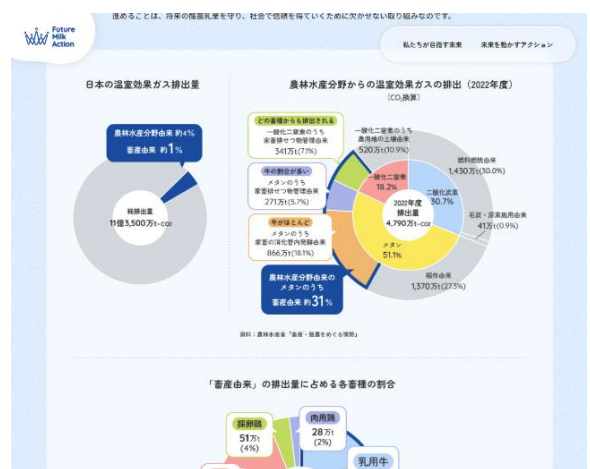 進めることは、将来の酪農乳業を守り、社会で信頼を得ていくために欠かせない取り組みなのです。
Future
Milk
Action
私たちが目指す未来
未来を動かすアクション
日本の温室効果ガス排出量
農林水産分野由来 約4%
畜産由来 約1%
総排出量
11億3,500万t-CO2
農林水産分野からの温室効果ガスの排出（2022年度）
（CO₂換算）
どの畜種からも排出される
一酸化二窒素のうち
家畜排せつ物管理由来
341万t(7.1%)
牛の割合が多い
メタンのうち
家畜排せつ物管理由来
271万t(5.7%)
牛がほとんど
メタンのうち
家畜の消化管内発酵由来
866万t(18.1%)
農林水産分野由来の
メタンのうち
畜産由来 約31%
一酸化二窒素のうち
農用地の土壌由来
520万t(10.9%)
燃料燃焼由来
1,430万t(30.0%)
一酸化二窒素
18.2%
二酸化炭素
30.7%
2022年度
排出量
4,790万t-CO2
石灰・尿素施用由来
41万t(0.9%)
メタン
51.1%
稲作由来
1,370万t(27.3%)
資料：農林水産省「畜産・酪農をめぐる情勢」
「畜産由来」の排出量に占める各畜種の割合
採卵鶏
51万t
(4%)
肉用鶏
28万t
(2%)
乳用牛